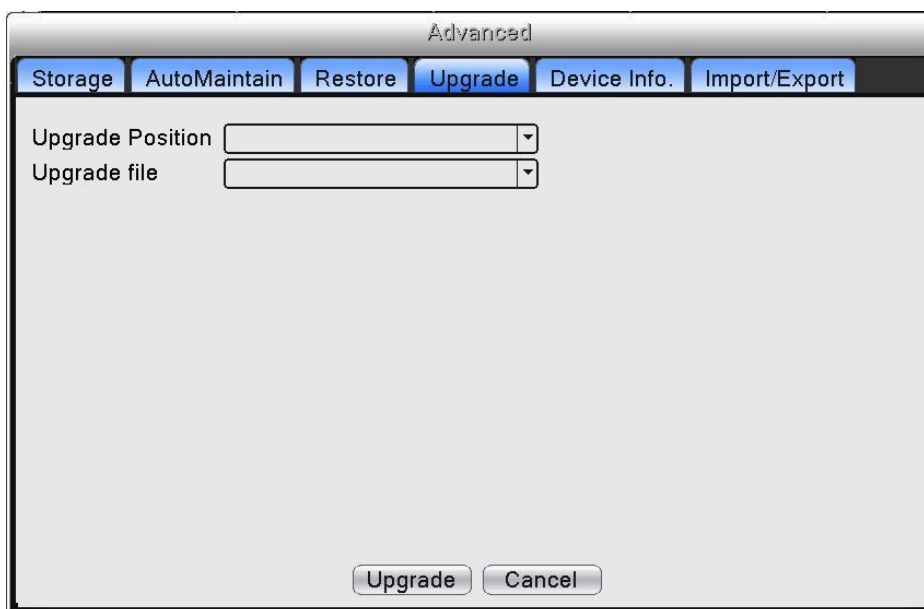 Advanced
Storage AutoMaintain Restore Upgrade Device Info. Import/Export
Upgrade Position
Upgrade file
Upgrade Cancel